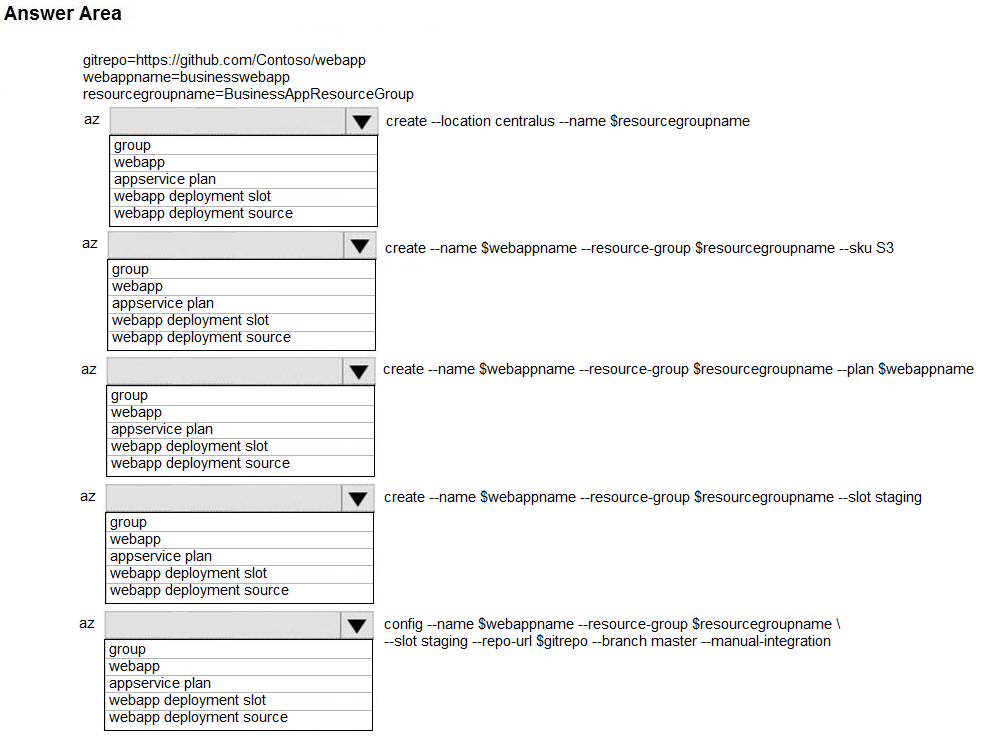 Answer Area
gitrepo=https://github.com/Contoso/webapp
webappname=businesswebapp
resourcegroupname=BusinessAppResourceGroup
az create --location centralus --name $resourcegroupname
group
webapp
appservice plan
webapp deployment slot
webapp deployment source
az create --name $webappname --resource-group $resourcegroupname --sku S3
group
webapp
appservice plan
webapp deployment slot
webapp deployment source
az create --name $webappname --resource-group $resourcegroupname --plan $webappname
group
webapp
appservice plan
webapp deployment slot
webapp deployment source
az create --name $webappname --resource-group $resourcegroupname --slot staging
group
webapp
appservice plan
webapp deployment slot
webapp deployment source
az config --name $webappname --resource-group $resourcegroupname \
--slot staging --repo-url $gitrepo --branch master --manual-integration
group
webapp
appservice plan
webapp deployment slot
webapp deployment source